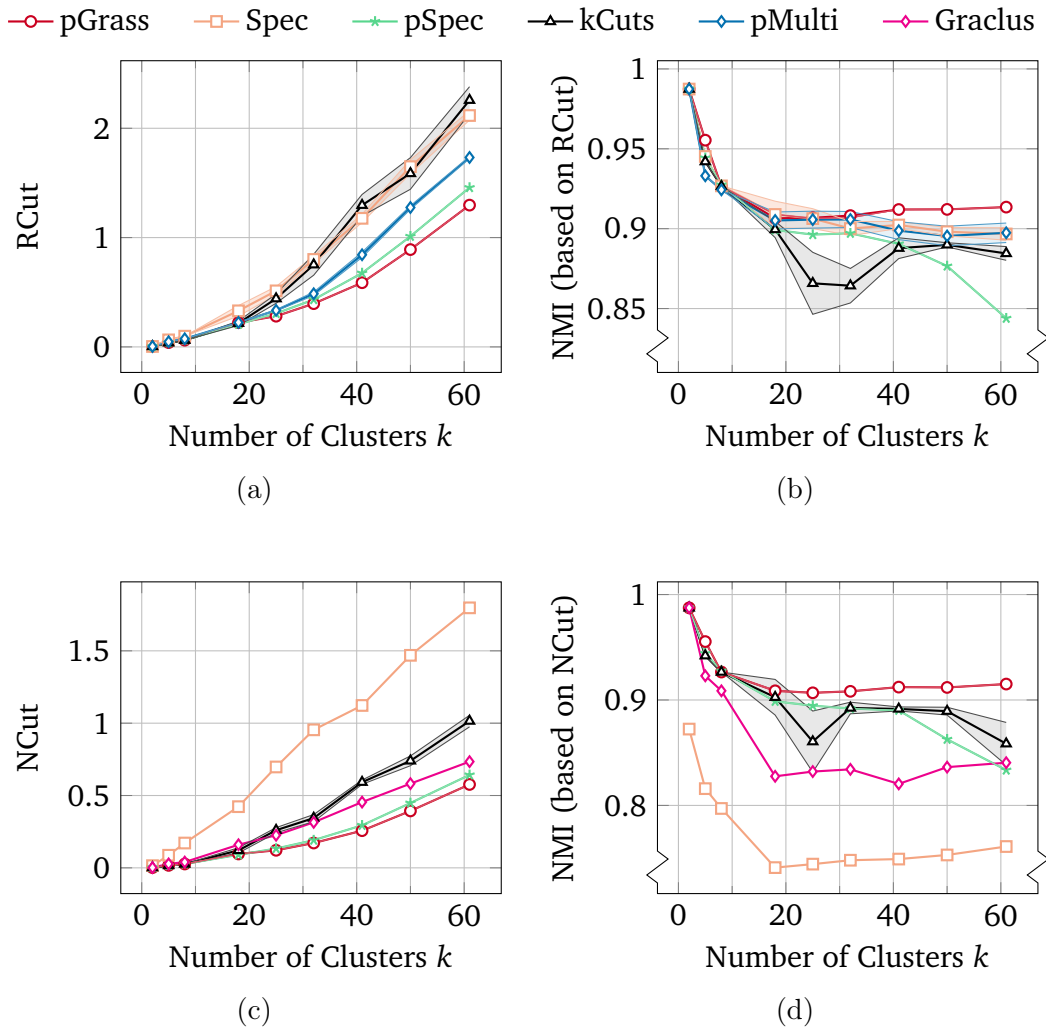 pGrass Spec pSpec kCuts pMulti Graclus
RCut
2
1
0
0 20 40 60
Number of Clusters k
(a)
NMI (based on RCut)
1
0.95
0.9
0.85
0 20 40 60
Number of Clusters k
(b)
NCut
1.5
1
0.5
0
0 20 40 60
Number of Clusters k
(c)
NMI (based on NCut)
1
0.9
0.8
0 20 40 60
Number of Clusters k
(d)